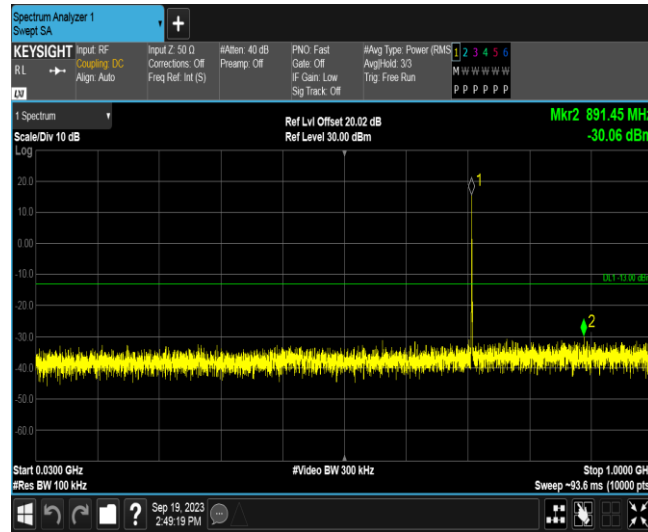 Spectrum Analyzer 1
Swept SA
+
KEYSIGHT
RL
LXI
Input: RF
Coupling: DC
Align: Auto
Input Z: 50 Ω
Corrections: Off
Freq Ref: Int (S)
#Atten: 40 dB
Preamp: Off
PNO: Fast
Gate: Off
IF Gain: Low
Sig Track: Off
#Avg Type: Power (RMS
Avg|Hold: 3/3
Trig: Free Run
1 2 3 4 5 6
M W W W W W
P P P P P P
1 Spectrum
Scale/Div 10 dB
Log
Ref Lvl Offset 20.02 dB
Ref Level 30.00 dBm
Mkr2 891.45 MHz
-30.06 dBm
20.0
10.0
0.00
-10.0
-20.0
-30.0
-40.0
-50.0
-60.0
1
DL1 -13.00 dBm
2
Start 0.0300 GHz
#Res BW 100 kHz
#Video BW 300 kHz
Stop 1.0000 GHz
Sweep ~93.6 ms (10000 pts
?
Sep 19, 2023
2:49:19 PM